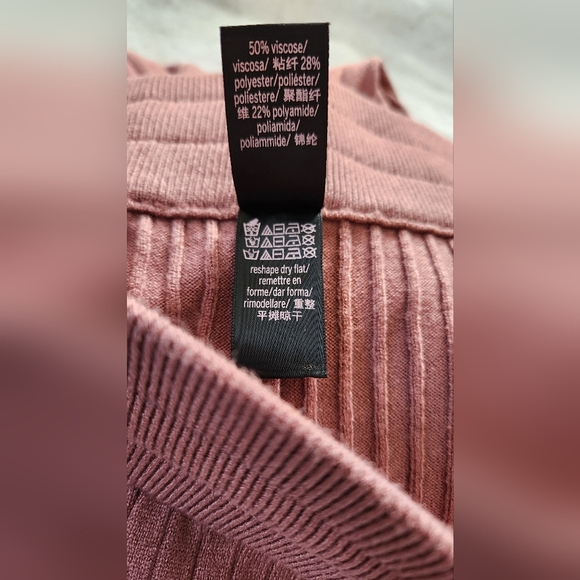 50% viscose/
viscosa/ 粘纤 28%
polyester/poliéster/
poliestere/ 聚酯纤
维 22% polyamide/
poliamida/
poliammide/ 锦纶
reshape dry flat/
remettre en
forme/dar forma/
rimodellare/ 重整
平摊晾干